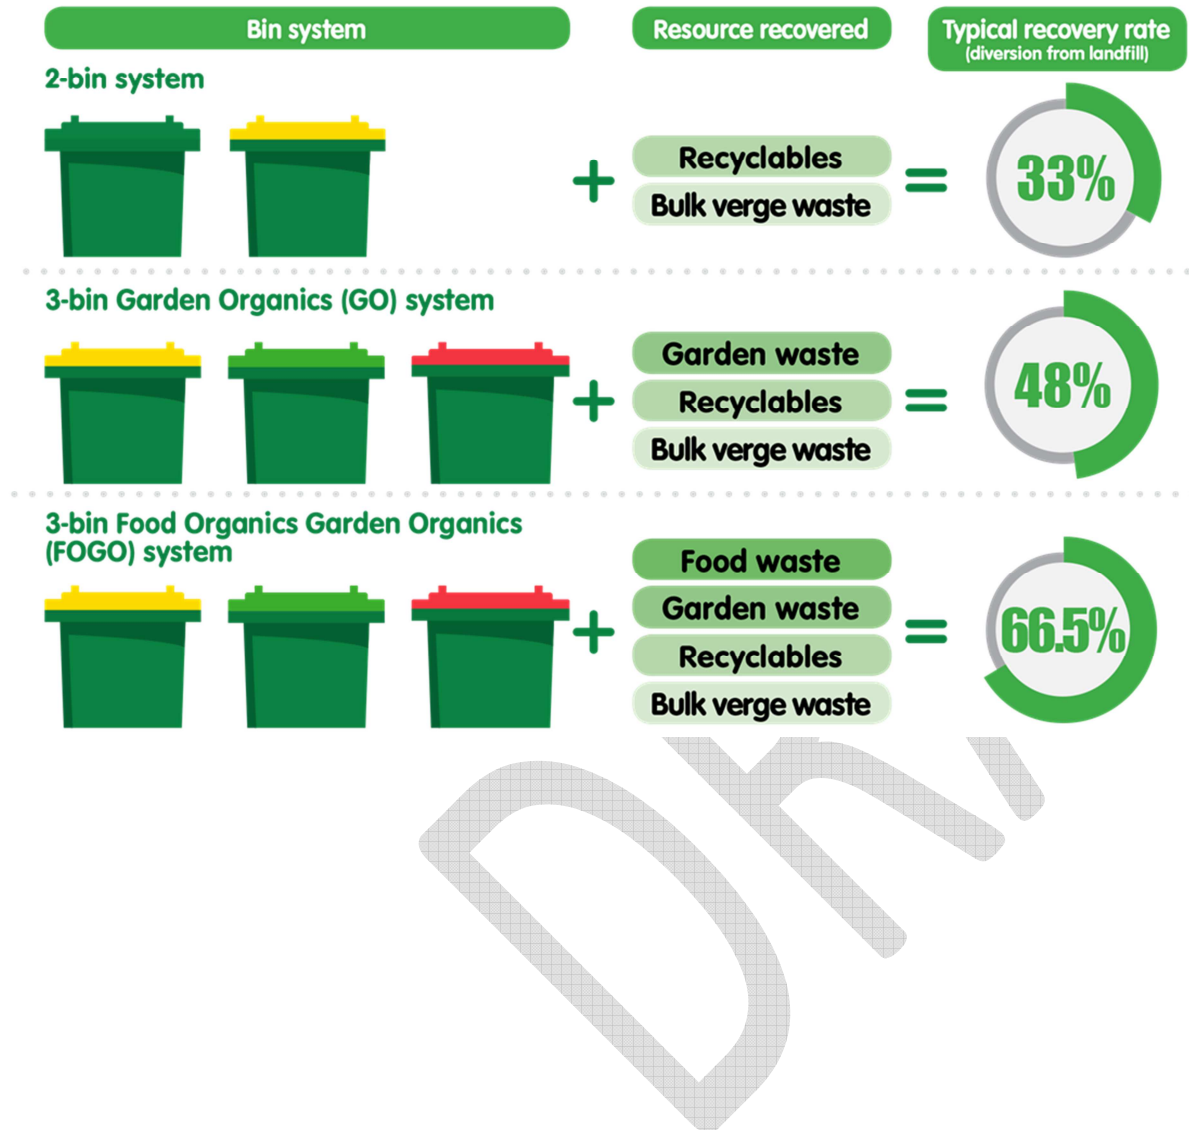 Bin system
Resource recovered
Typical recovery rate
(diversion from landfill)
2-bin system
+
Recyclables
Bulk verge waste
=
33%
3-bin Garden Organics (GO) system
+
Garden waste
Recyclables
Bulk verge waste
=
48%
3-bin Food Organics Garden Organics
(FOGO) system
+
Food waste
Garden waste
Recyclables
Bulk verge waste
=
66.5%